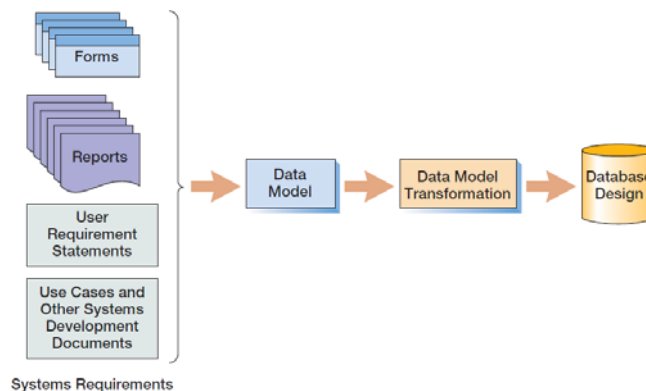 Forms
Reports
User
Requirement
Statements
Use Cases and
Other Systems
Development
Documents
Systems Requirements
Data
Model
Data Model
Transformation
Database
Design